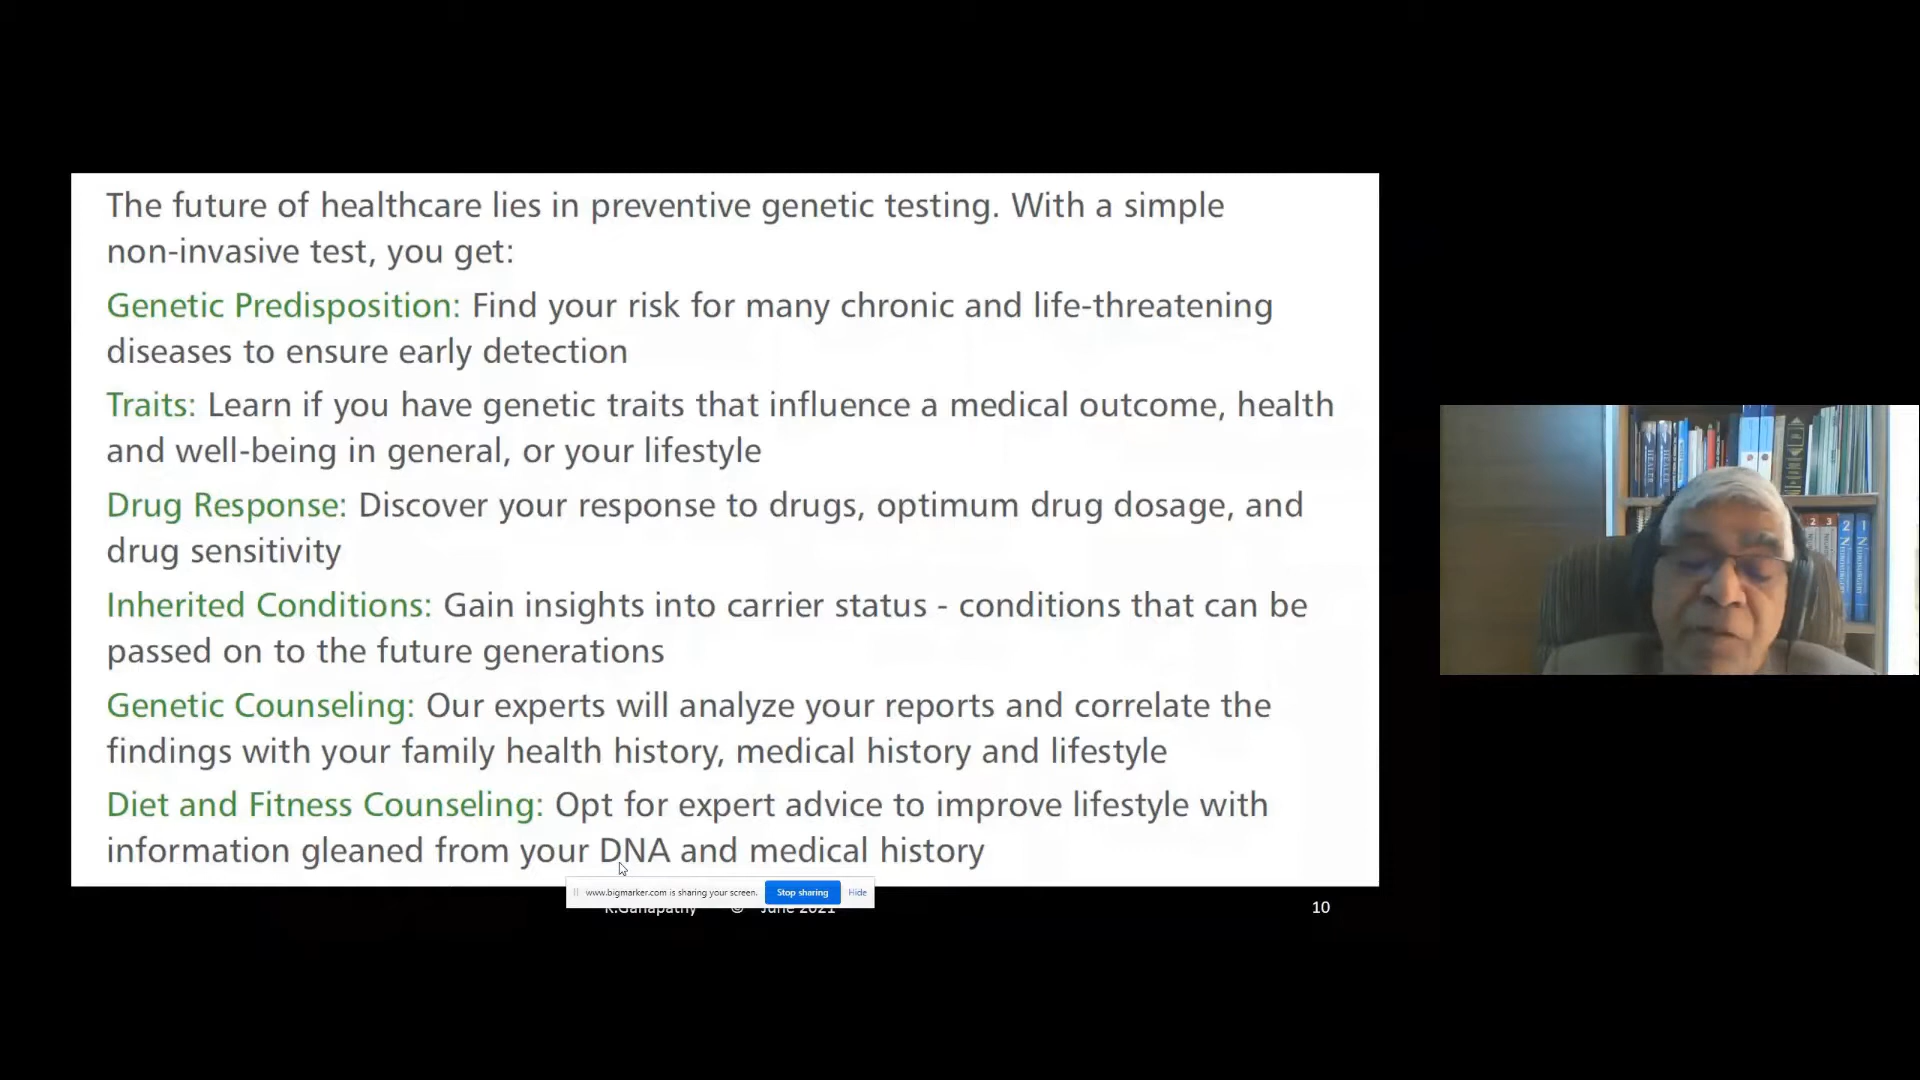 The future of healthcare lies in preventive genetic testing. With a simple
non-invasive test, you get:
Genetic Predisposition: Find your risk for many chronic and life-threatening
diseases to ensure early detection
Traits: Learn if you have genetic traits that influence a medical outcome, health
and well-being in general, or your lifestyle
Drug Response: Discover your response to drugs, optimum drug dosage, and
drug sensitivity
Inherited Conditions: Gain insights into carrier status - conditions that can be
passed on to the future generations
Genetic Counseling: Our experts will analyze your reports and correlate the
findings with your family health history, medical history and lifestyle
Diet and Fitness Counseling: Opt for expert advice to improve lifestyle with
information gleaned from your DNA and medical history
www.bigmarker.com is sharing your screen. Stop sharing Hide
K.Ganapathy © June 2021 10